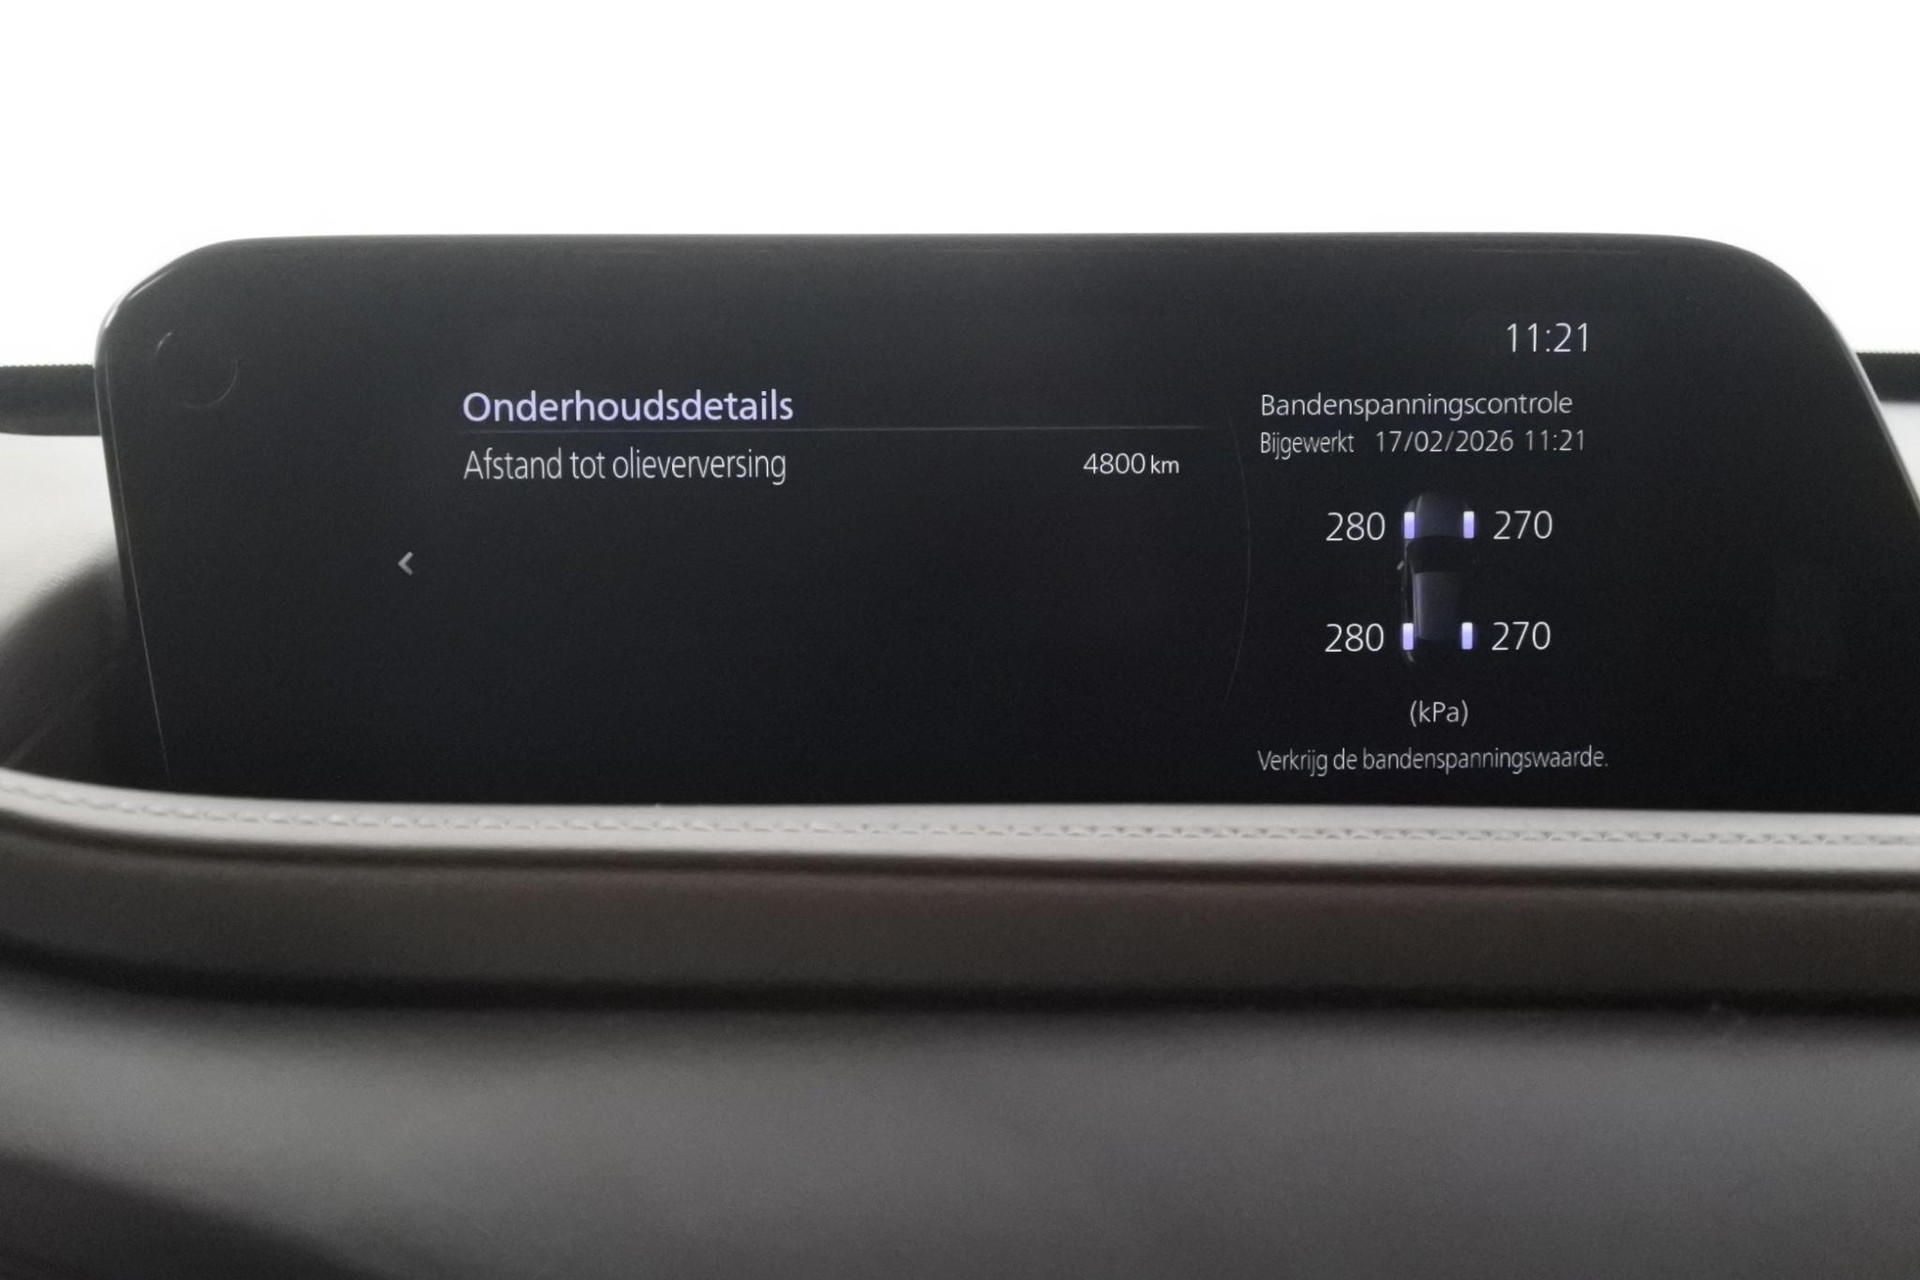 11:21
Onderhoudsdetails
Afstand tot olieverversing 4800 km
Bandenspanningscontrole
Bijgewerkt 17/02/2026 11:21
280 270
280 270
(kPa)
Verkrijg de bandenspanningswaarde.